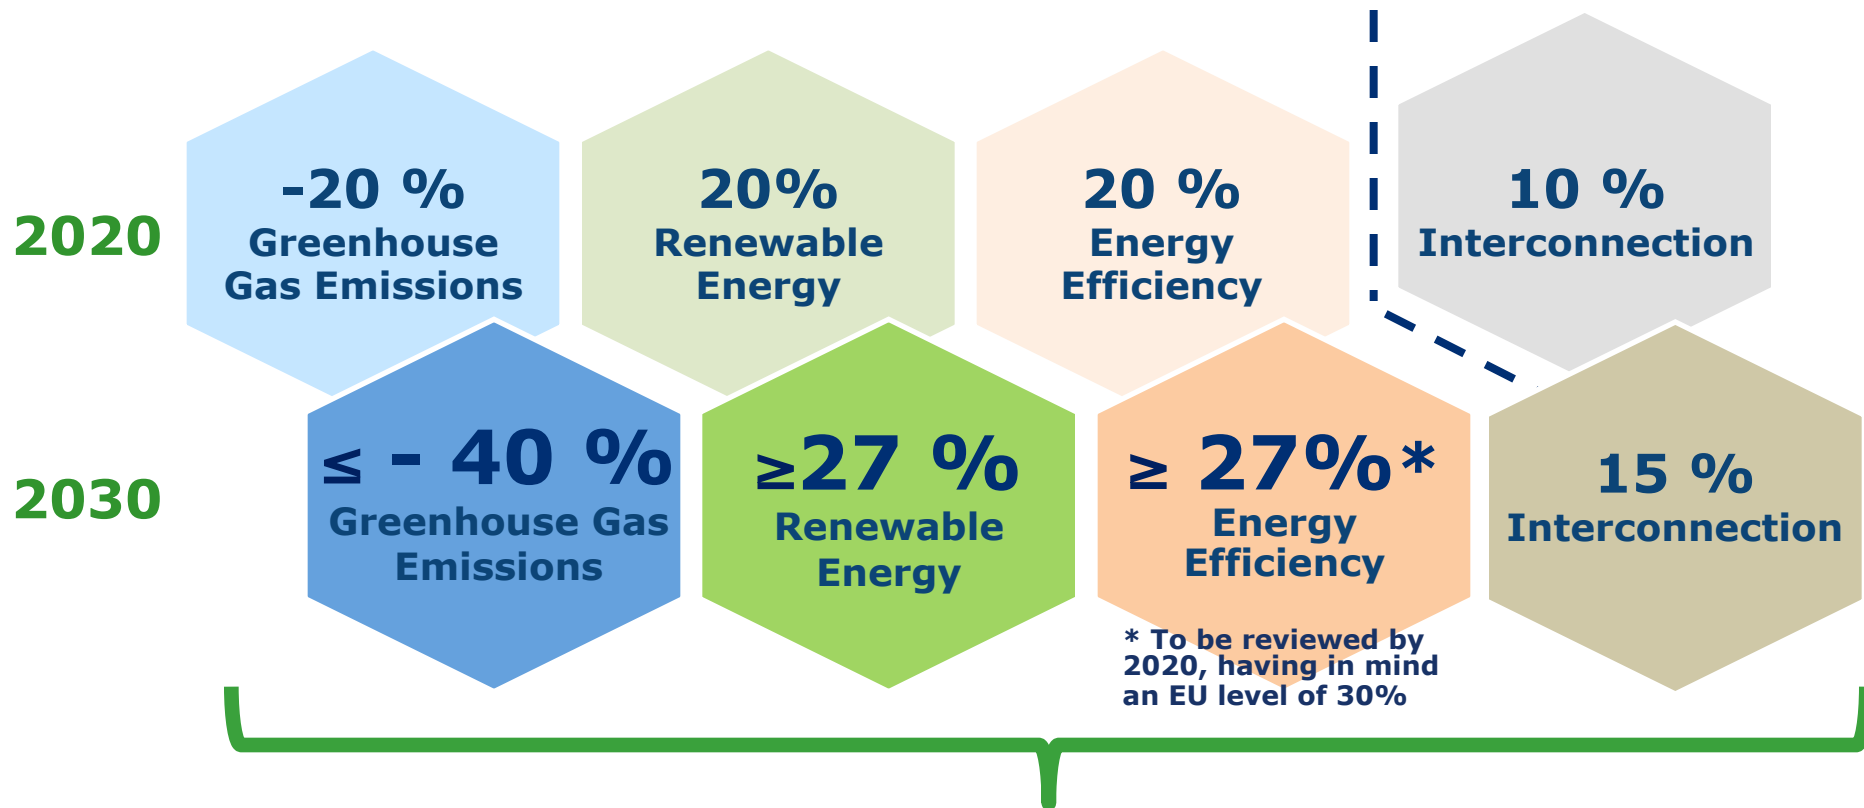 2020
-20 %
Greenhouse
Gas Emissions
20%
Renewable
Energy
20 %
Energy
Efficiency
10 %
Interconnection
2030
≤ - 40 %
Greenhouse Gas
Emissions
≥27 %
Renewable
Energy
≥ 27%*
Energy
Efficiency
* To be reviewed by
2020, having in mind
an EU level of 30%
15 %
Interconnection